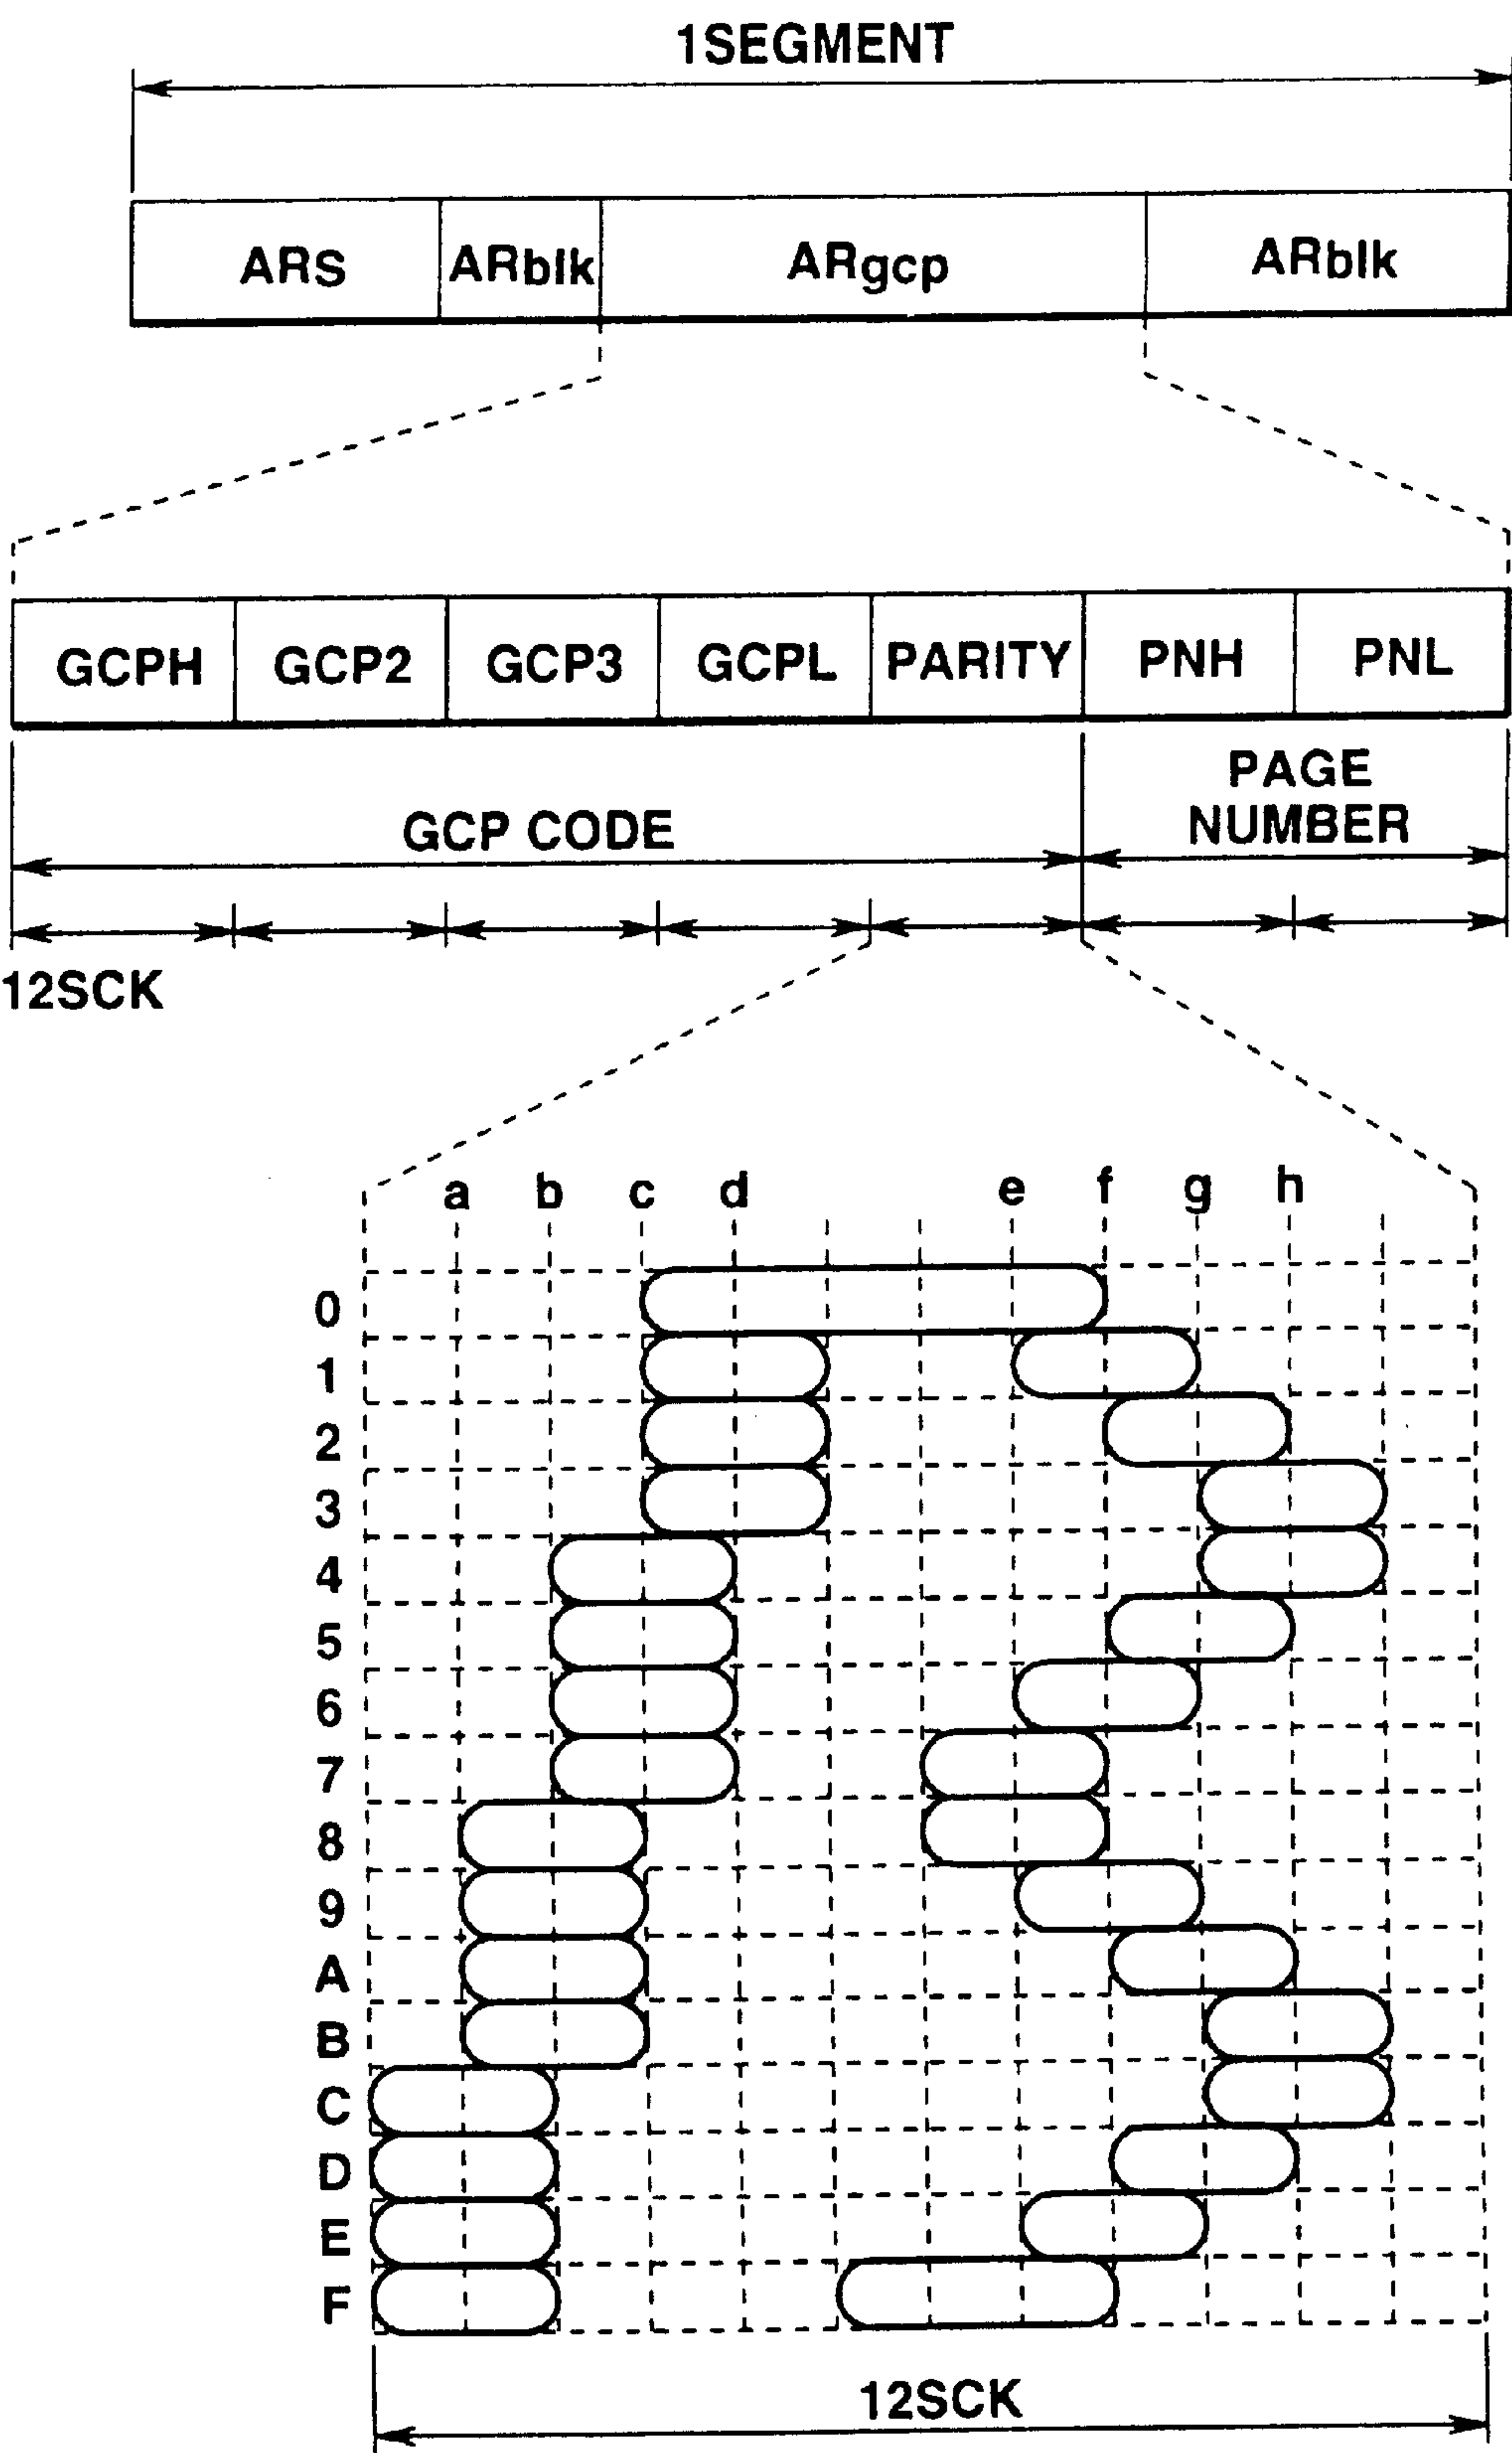 1SEGMENT
ARS ARblk ARgcp ARblk
GCPH GCP2 GCP3 GCPL PARITY PNH PNL
PAGE
NUMBER
GCP CODE
12SCK
a b c d e f g h
0
1
2
3
4
5
6
7
8
9
A
B
C
D
E
F
12SCK